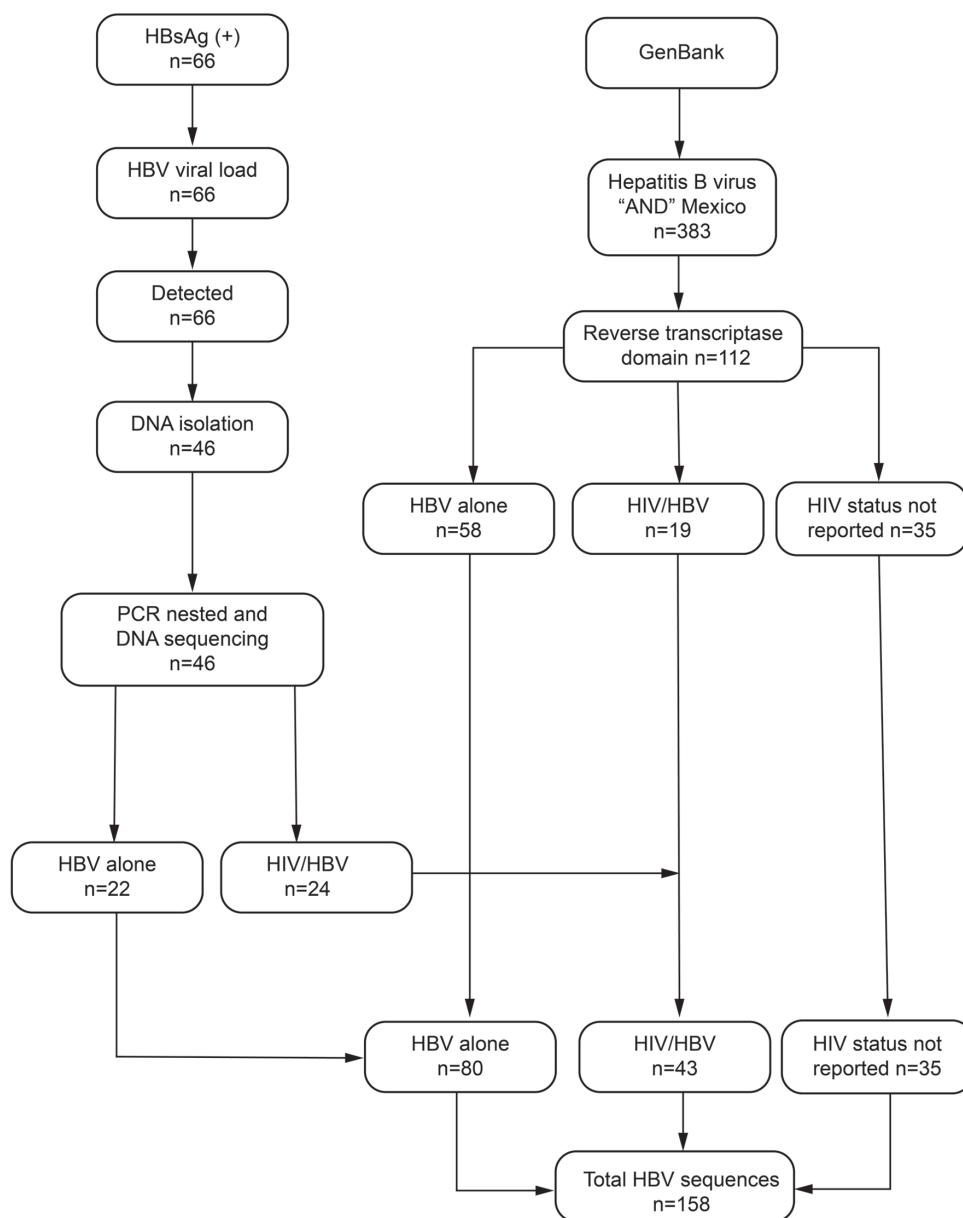 HBsAg (+)
n=66
GenBank
HBV viral load
n=66
Hepatitis B virus
“AND” Mexico
n=383
Detected
n=66
Reverse transcriptase
domain n=112
DNA isolation
n=46
HBV alone
n=58
HIV/HBV
n=19
HIV status not
reported n=35
PCR nested and
DNA sequencing
n=46
HBV alone
n=22
HIV/HBV
n=24
HBV alone
n=80
HIV/HBV
n=43
HIV status not
reported n=35
Total HBV sequences
n=158